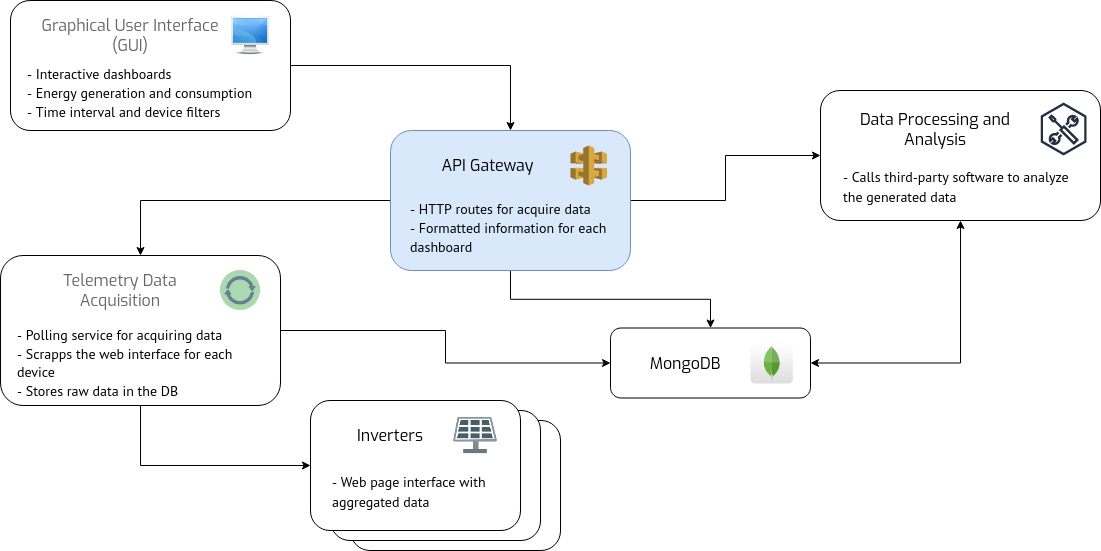 Graphical User Interface
(GUI)
- Interactive dashboards
- Energy generation and consumption
- Time interval and device filters
API Gateway
- HTTP routes for acquire data
- Formatted information for each
dashboard
Data Processing and
Analysis
- Calls third-party software to analyze
the generated data
Telemetry Data
Acquisition
- Polling service for acquiring data
- Scrapps the web interface for each
device
- Stores raw data in the DB
MongoDB
Inverters
- Web page interface with
aggregated data